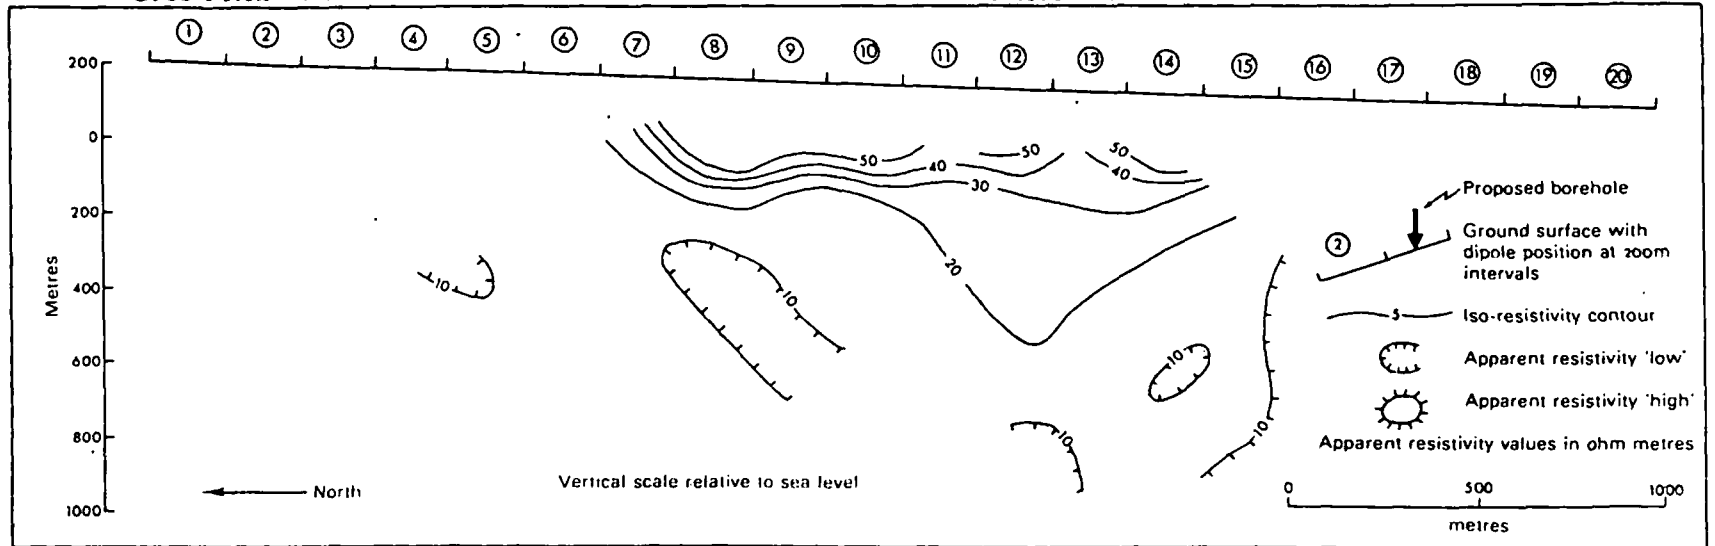 1 2 3 4 5 6 7 8 9 10 11 12 13 14 15 16 17 18 19 20
200
0
200
400
600
800
1000
Metres
50
40
30
20
50
50
40
10
10
10
10
10
North
Vertical scale relative to sea level
Proposed borehole
2
Ground surface with
dipole position at 200m
intervals
5
Iso-resistivity contour
Apparent resistivity 'low'
Apparent resistivity 'high'
Apparent resistivity values in ohm metres
0 500 1000
metres